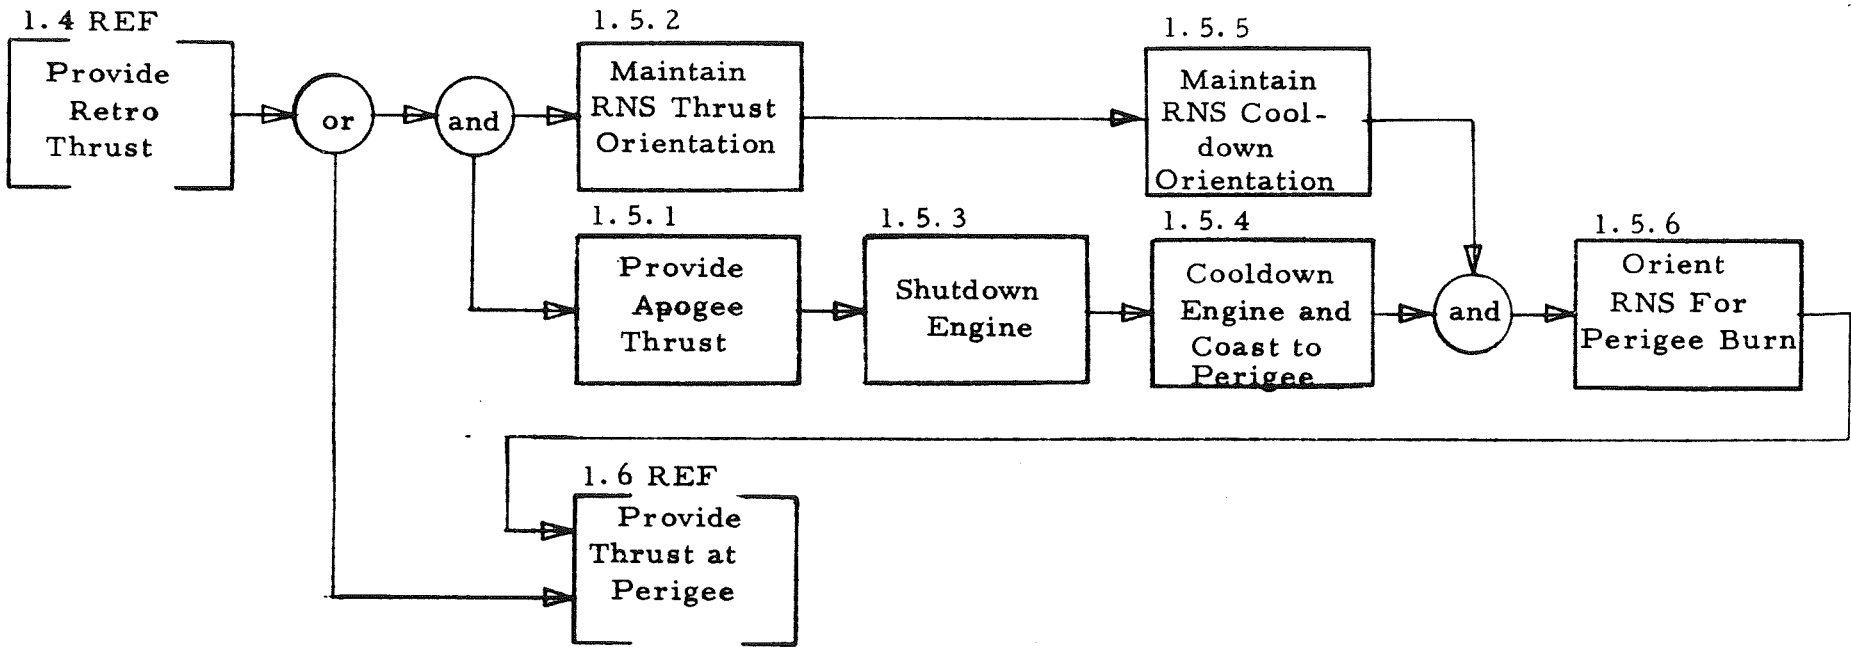 1.4 REF
Provide
Retro
Thrust
or
and
1.5.2
Maintain
RNS Thrust
Orientation
1.5.5
Maintain
RNS Cool-
down
Orientation
1.5.1
Provide
Apogee
Thrust
1.5.3
Shutdown
Engine
1.5.4
Cooldown
Engine and
Coast to
Perigee
and
1.5.6
Orient
RNS For
Perigee Burn
1.6 REF
Provide
Thrust at
Perigee